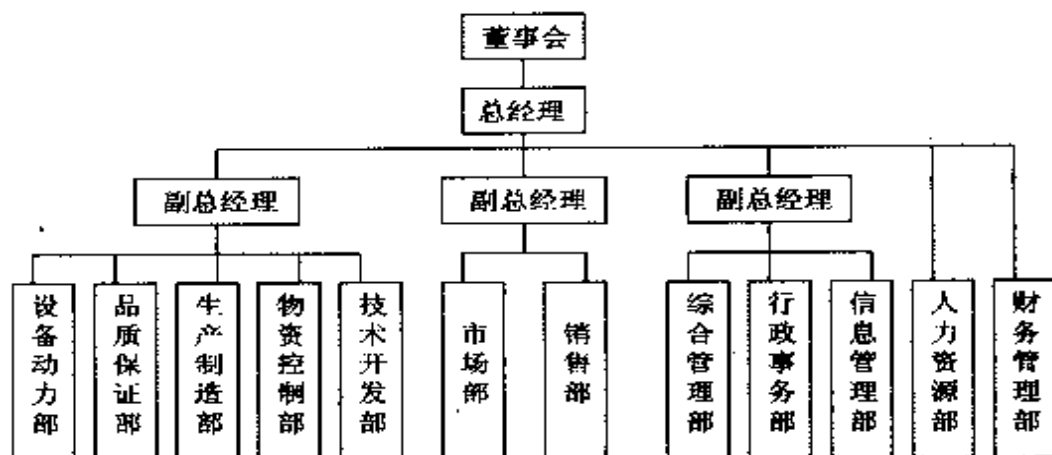 董事会
总经理
副总经理
副总经理
副总经理
设备动力部
品质保证部
生产制造部
物资控制部
技术开发部
市场部
销售部
综合管理部
行政事务部
信息管理部
人力资源部
财务管理部